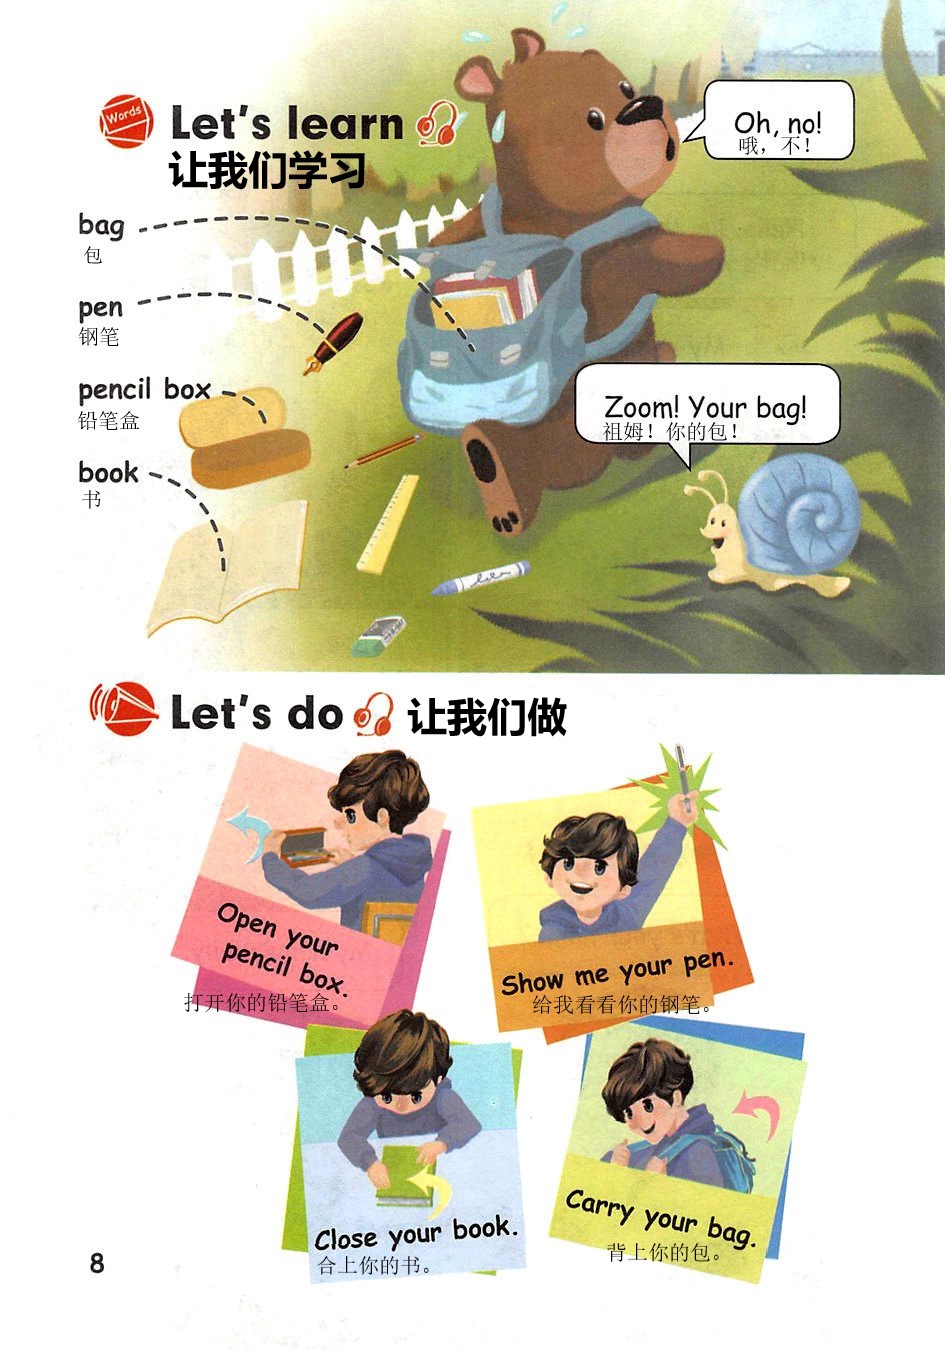 Words
Let's learn
让我们学习
Oh, no!
哦，不！
bag
包
pen
钢笔
pencil box
铅笔盒
Zoom! Your bag!
祖姆！你的包！
book
书
Let's do 让我们做
Open your
pencil box.
打开你的铅笔盒。
Show me your pen.
给我看看你的钢笔。
Close your book.
合上你的书。
Carry your bag.
背上你的包。
8